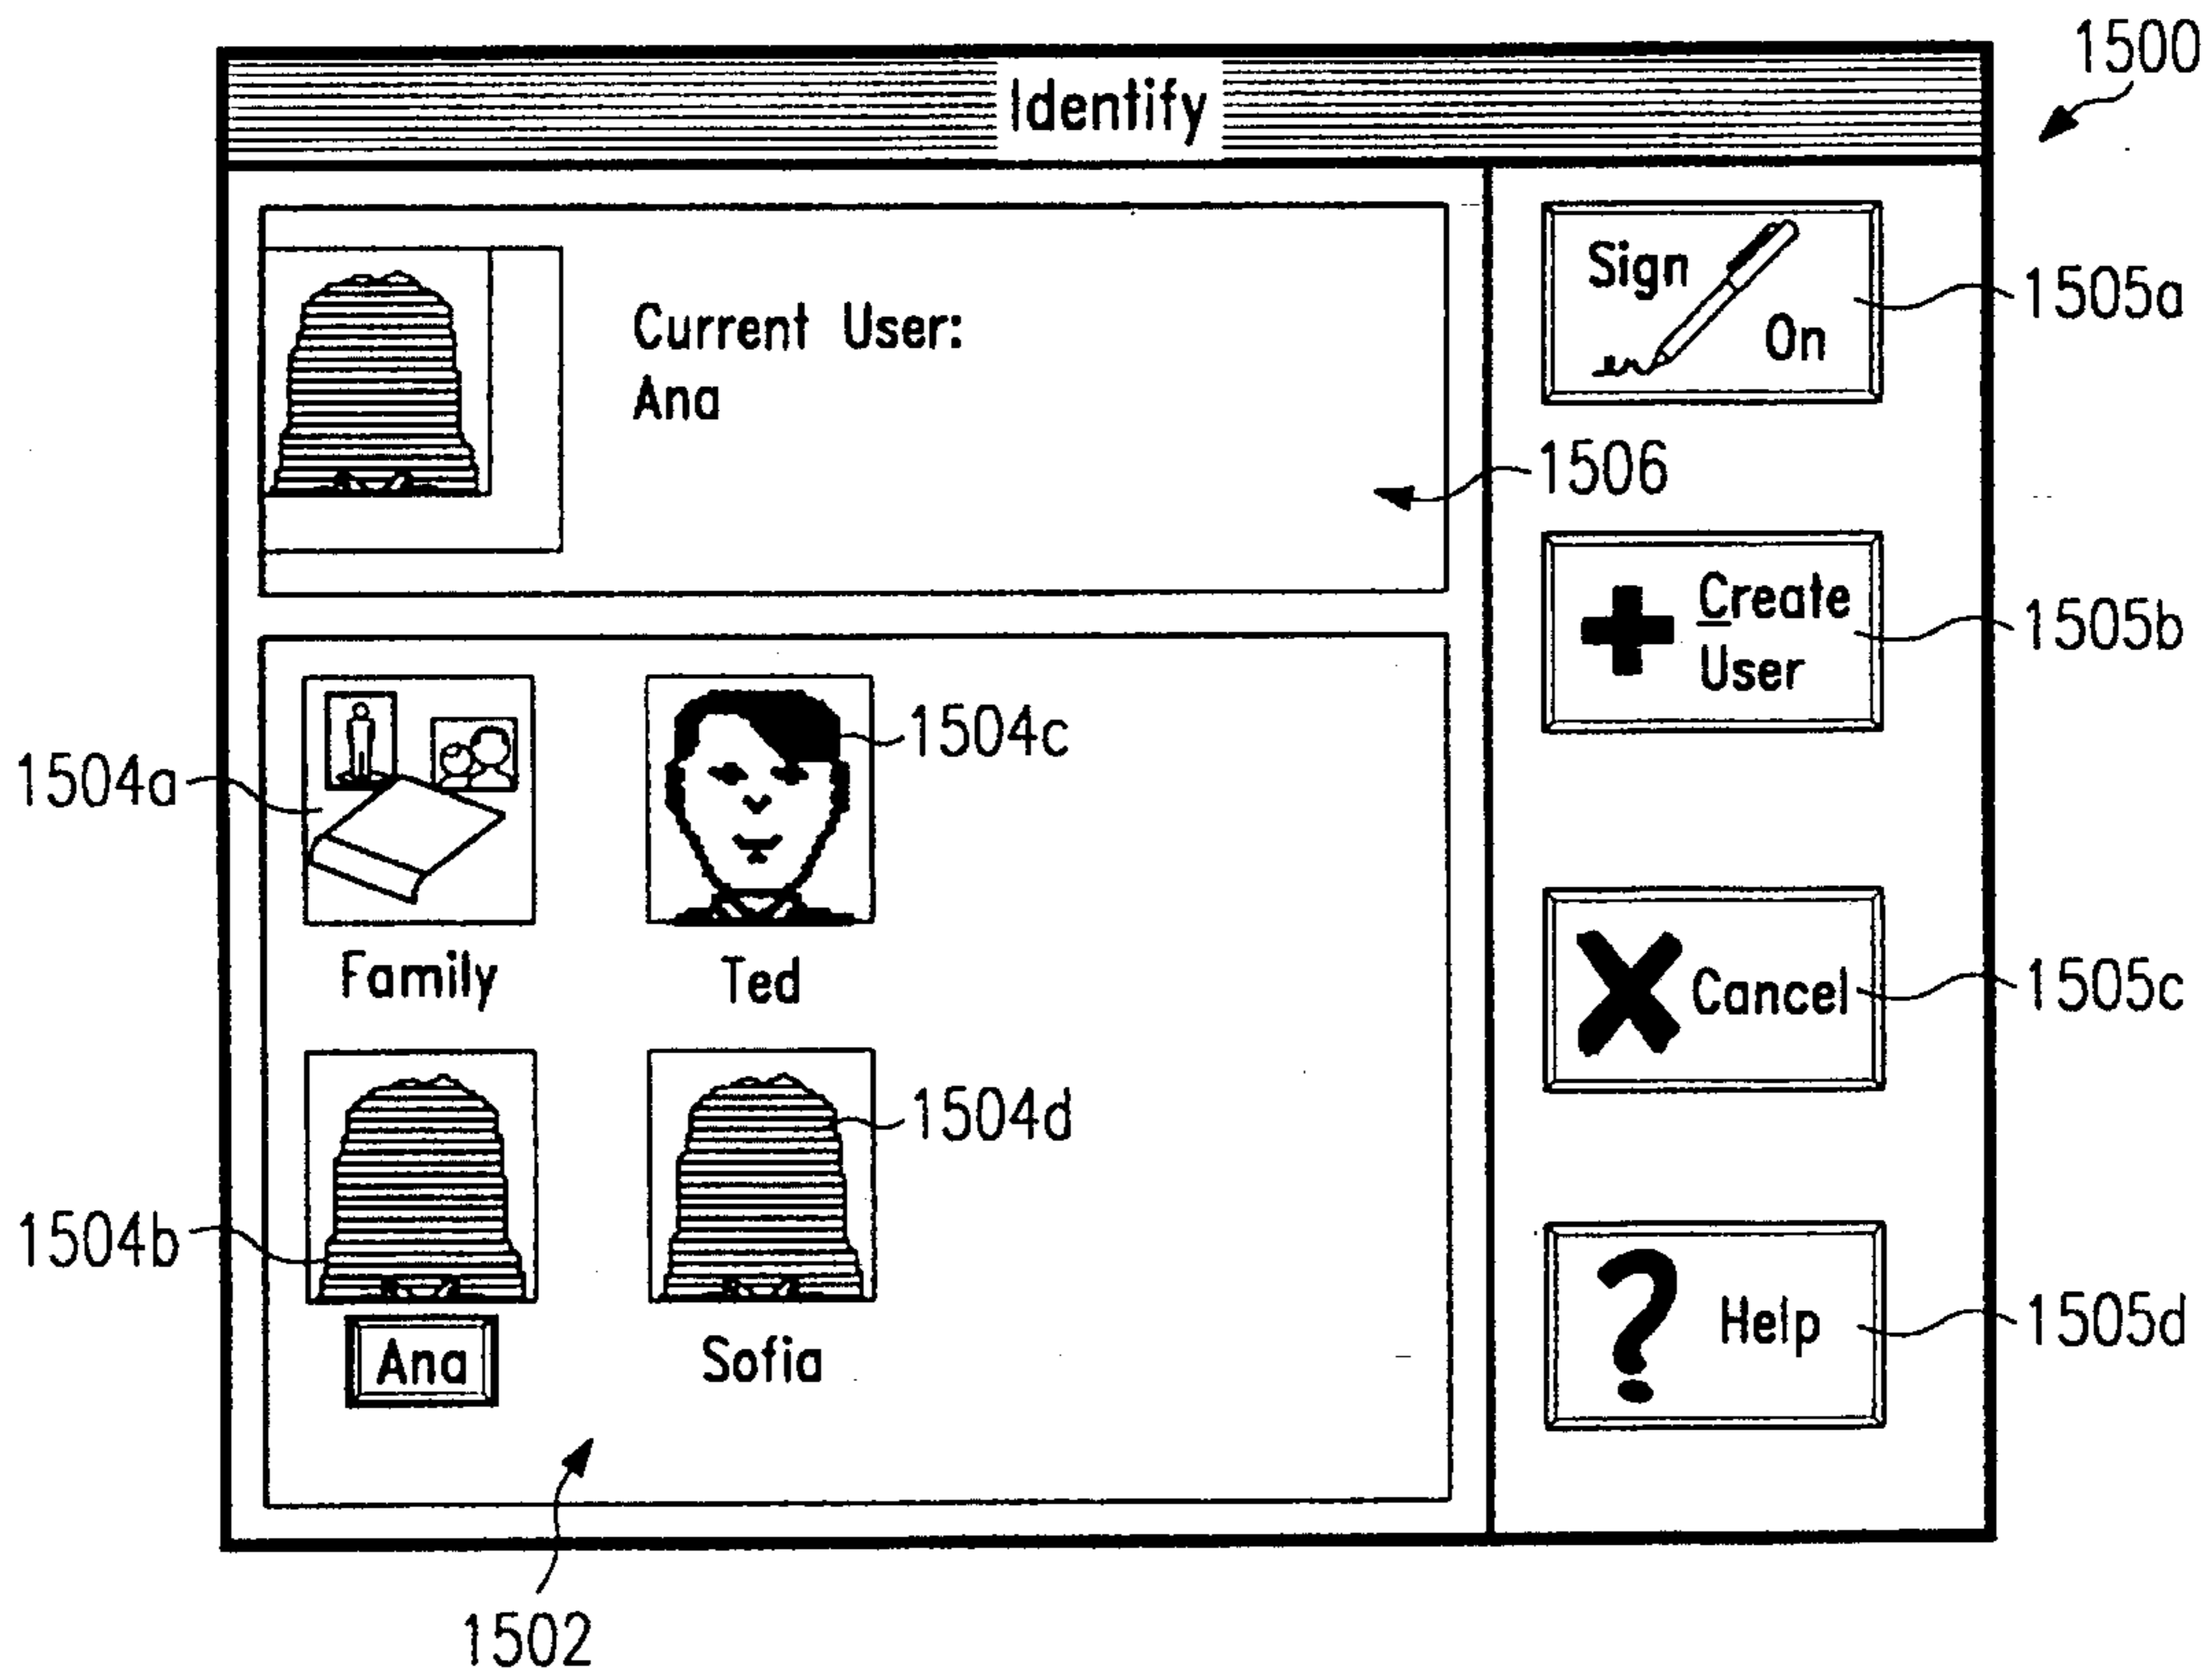 1500
Identify
Current User:
Ana
Sign
On
1505a
1506
Create
User
1505b
1504a
1504c
Family
Ted
Cancel
1505c
1504b
1504d
Ana
Sofia
Help
1505d
1502